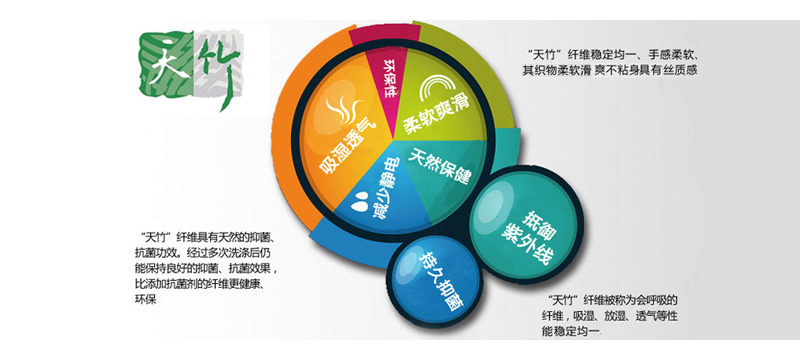 天竹
环保性
柔软爽滑
吸湿透气
天然保健
减少静电
抵御
紫外线
持久抑菌
“天竹”纤维稳定均一、手感柔软、
其织物柔软滑 爽不粘身具有丝质感
“天竹”纤维具有天然的抑菌、
抗菌功效。经过多次洗涤后仍
能保持良好的抑菌、抗菌效果，
比添加抗菌剂的纤维更健康、
环保
“天竹”纤维被称为会呼吸的
纤维，吸湿、放湿、透气等性
能稳定均一